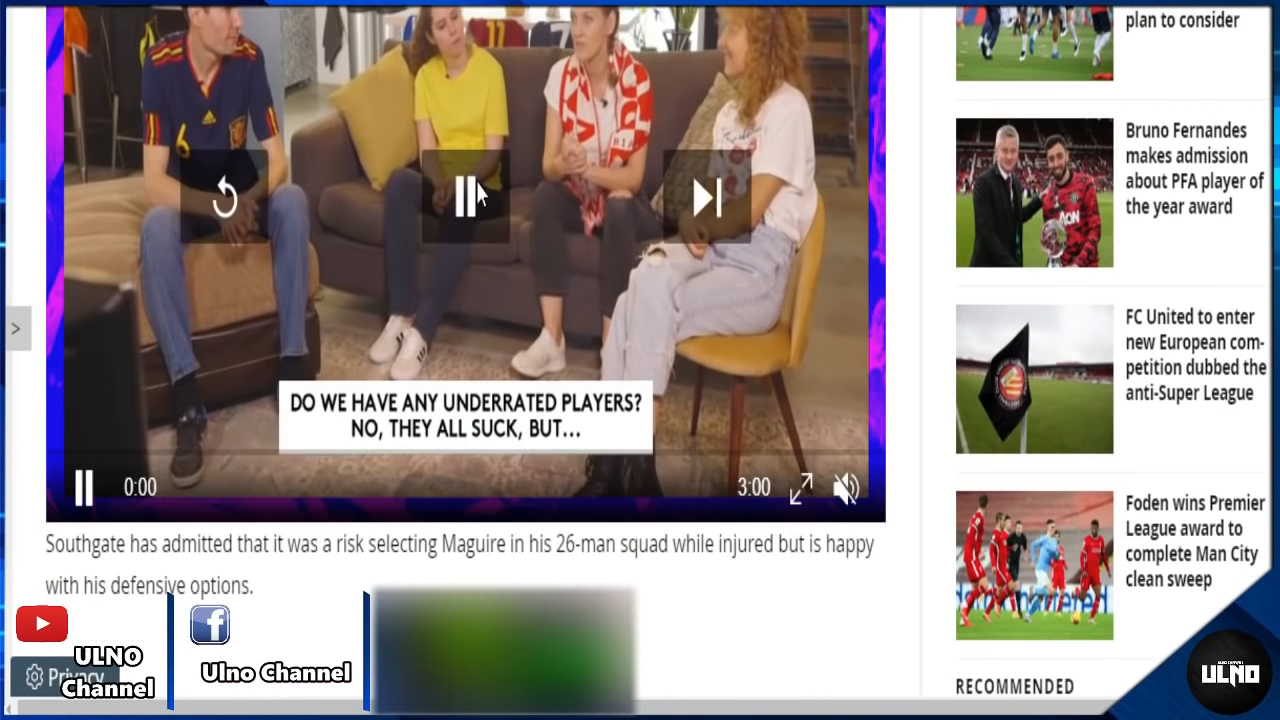 DO WE HAVE ANY UNDERRATED PLAYERS?
NO, THEY ALL SUCK, BUT...
0:00
3:00
Southgate has admitted that it was a risk selecting Maguire in his 26-man squad while injured but is happy
with his defensive options.
plan to consider
Bruno Fernandes
makes admission
about PFA player of
the year award
FC United to enter
new European com-
petition dubbed the
anti-Super League
Foden wins Premier
League award to
complete Man City
clean sweep
RECOMMENDED
Privacy
ULNO
Channel
Ulno Channel
ULNO
6
AON